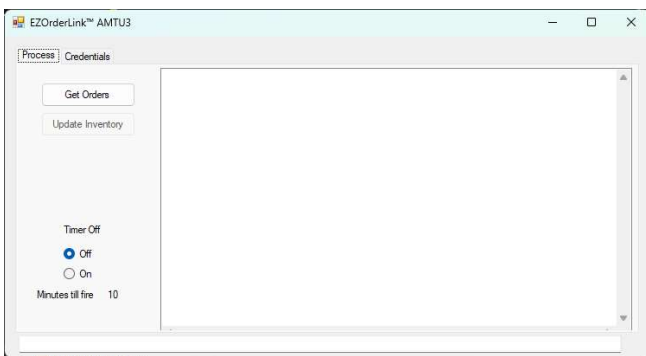 EZOrderLink™ AMTU3
Process Credentials
Get Orders
Update Inventory
Timer Off
Off
On
Minutes till fire 10